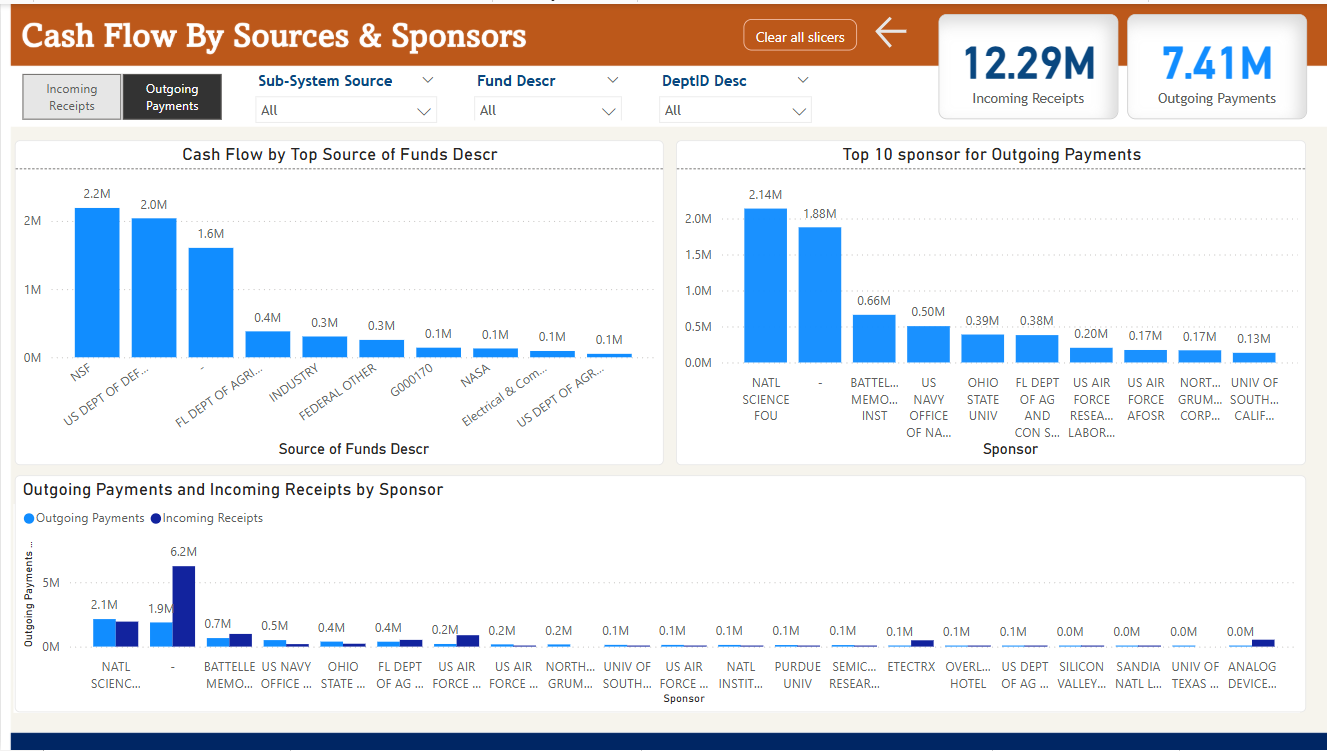 Cash Flow By Sources & Sponsors
Clear all slicers
12.29M
Incoming Receipts
7.41M
Outgoing Payments
Incoming Receipts
Outgoing Payments
Sub-System Source
All
Fund Descr
All
DeptID Desc
All
Cash Flow by Top Source of Funds Descr
2M
1M
0M
2.2M
2.0M
1.6M
0.4M
0.3M
0.3M
0.1M
0.1M
0.1M
0.1M
NSF
US DEPT OF DEF...
-
FL DEPT OF AGRI...
INDUSTRY
FEDERAL OTHER
G000170
NASA
Electrical & Com...
US DEPT OF AGR...
Source of Funds Descr
Top 10 sponsor for Outgoing Payments
2.0M
1.5M
1.0M
0.5M
0.0M
2.14M
1.88M
0.66M
0.50M
0.39M
0.38M
0.20M
0.17M
0.17M
0.13M
NATL SCIENCE FOU
-
BATTEL... MEMO... INST
US NAVY OFFICE OF NA...
OHIO STATE UNIV
FL DEPT OF AG AND CON S...
US AIR FORCE RESEA... LABOR...
US AIR FORCE AFOSR
NORT... GRUM... CORP...
UNIV OF SOUTH... CALIF...
Sponsor
Outgoing Payments and Incoming Receipts by Sponsor
Outgoing Payments
Incoming Receipts
Outgoing Payments ...
5M
0M
2.1M
1.9M
6.2M
0.7M
0.5M
0.4M
0.4M
0.2M
0.2M
0.2M
0.1M
0.1M
0.1M
0.1M
0.1M
0.1M
0.1M
0.1M
0.0M
0.0M
0.0M
0.0M
NATL SCIENC...
-
BATTELLE MEMO...
US NAVY OFFICE ...
OHIO STATE ...
FL DEPT OF AG ...
US AIR FORCE ...
US AIR FORCE ...
NORTH... GRUM...
UNIV OF SOUTH...
US AIR FORCE ...
NATL INSTIT...
PURDUE UNIV
SEMIC... RESEAR...
ETECTRX
OVERL... HOTEL
US DEPT OF AG ...
SILICON VALLEY...
SANDIA NATL L...
UNIV OF TEXAS ...
ANALOG DEVICE...
Sponsor